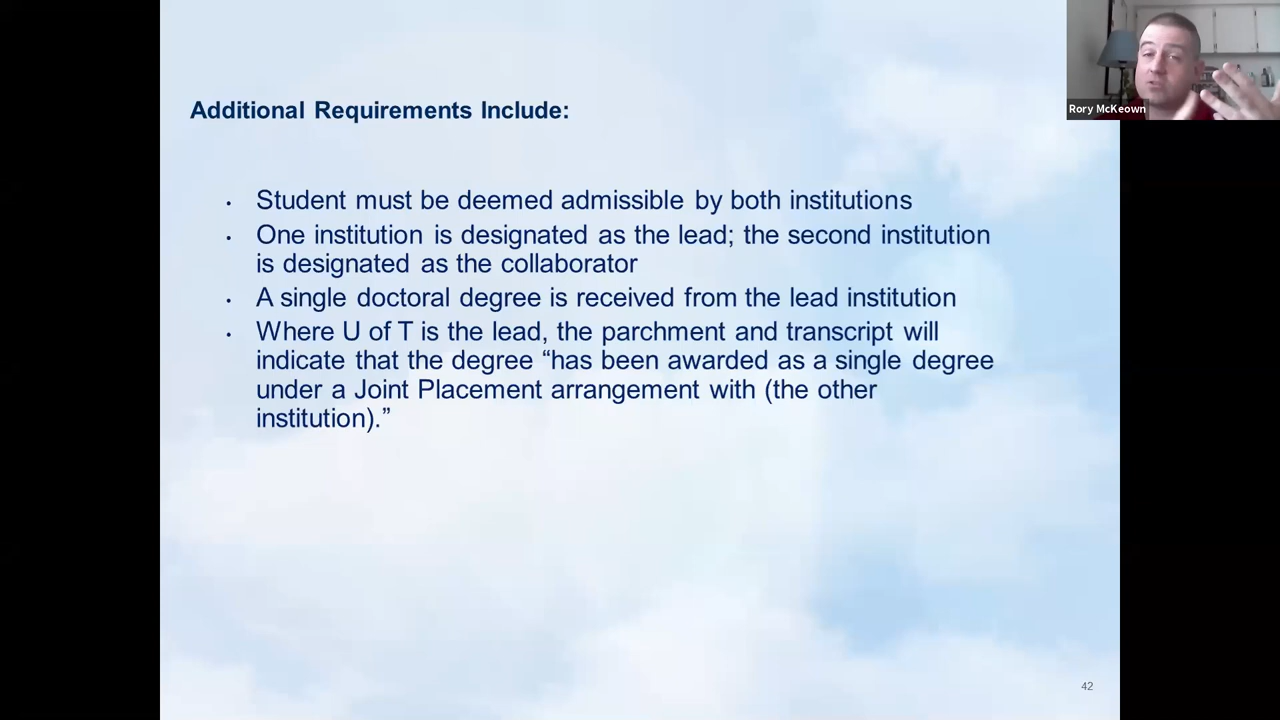 Additional Requirements Include:
• Student must be deemed admissible by both institutions
• One institution is designated as the lead; the second institution
is designated as the collaborator
• A single doctoral degree is received from the lead institution
• Where U of T is the lead, the parchment and transcript will
indicate that the degree “has been awarded as a single degree
under a Joint Placement arrangement with (the other
institution).”
Rory McKeown
42